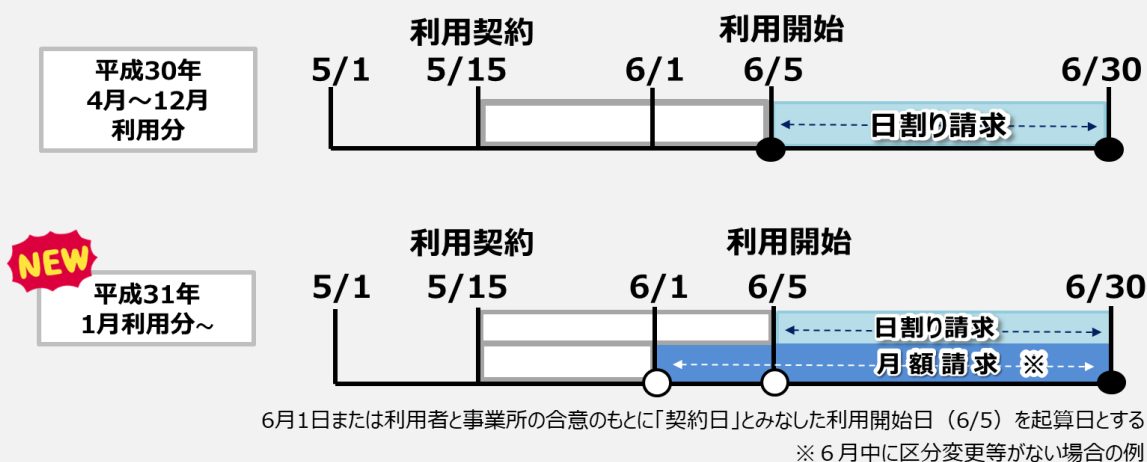 利用契約 利用開始
平成30年
4月～12月
利用分
5/1 5/15 6/1 6/5 6/30
日割り請求
NEW
利用契約 利用開始
平成31年
1月利用分～
5/1 5/15 6/1 6/5 6/30
日割り請求
月額請求 ※
6月1日または利用者と事業所の合意のもとに「契約日」とみなした利用開始日（6/5）を起算日とする
※６月中に区分変更等がない場合の例